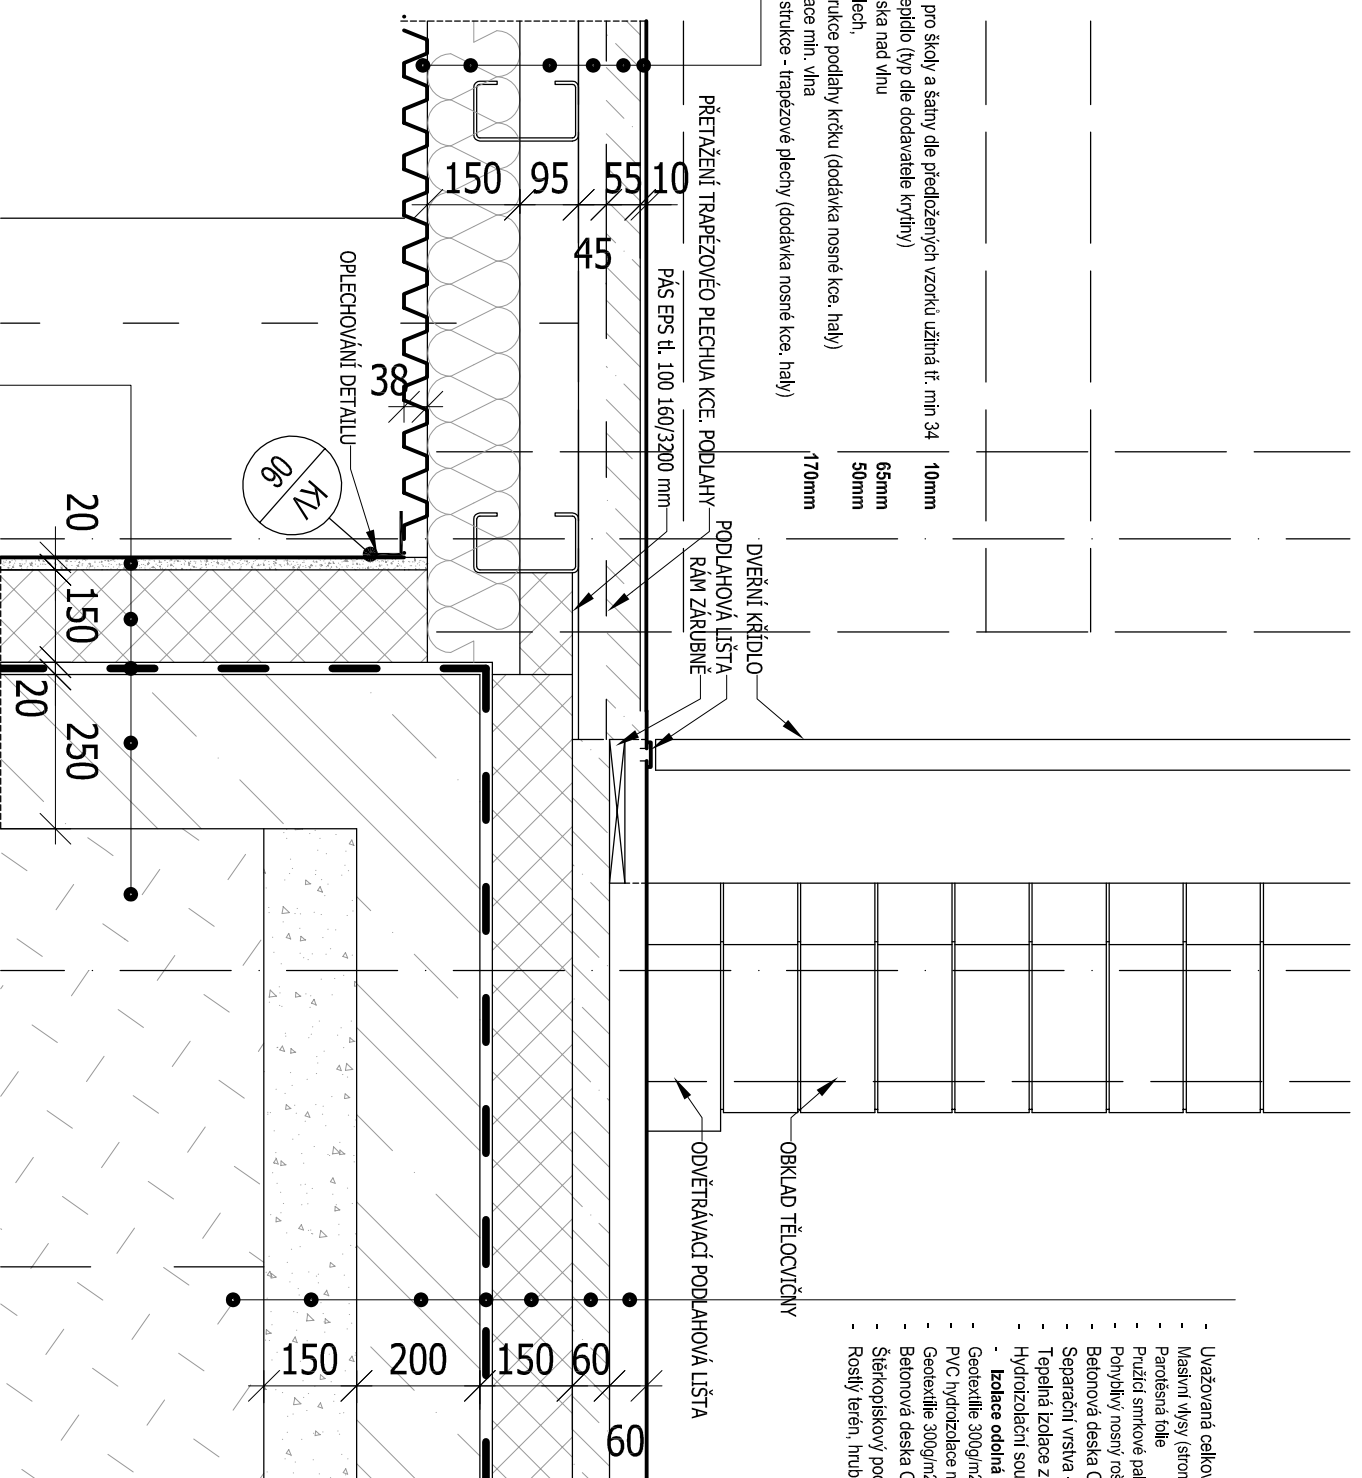 pro školy a šatny dle předložených vzorků užitná tř. min 34 10mm
epidlo (typ dle dodavatele krytiny)
ska nad vlnu 65mm
lech, 50mm
rukce podlahy krčku (dodávka nosné kce. haly)
ace min. vlna 170mm
strukce - trapézové plechy (dodávka nosné kce. haly)
PŘETAŽENÍ TRAPÉZOVÉO PLECHUA KCE. PODLAHY
PÁS EPS tl. 100 160/3200 mm
DVEŘNÍ KŘÍDLO
PODLAHOVÁ LIŠTA
RÁM ZÁRUBNĚ
OPLECHOVÁNÍ DETAILU
KV
06
150
95
55
10
45
38
20
150
250
20
OBKLAD TĚLOCVIČNY
ODVĚTRÁVACÍ PODLAHOVÁ LIŠTA
150
200
150
60
60
- Uvažovaná celkov
- Masivní vlysy (stron
- Parotěsná folie
- Pružící smrkové pal
- Pohyblivý nosný roš
- Betonová deska C
- Separační vrstva -
- Tepelná izolace z
- Hydroizolační sou
- Izolace odolná
- Geotextilie 300g/m2
- PVC hydroizolace m
- Geotextilie 300g/m2
- Betonová deska C
- Štěrkopískový po
- Rostlý terén, hrub